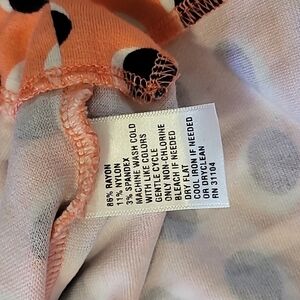 86% RAYON
11% NYLON
3% SPANDEX
MACHINE WASH COLD
WITH LIKE COLORS
GENTLE CYCLE
ONLY NON-CHLORINE
BLEACH IF NEEDED
DRY FLAT
COOL IRON IF NEEDED
OR DRYCLEAN
RN 31104